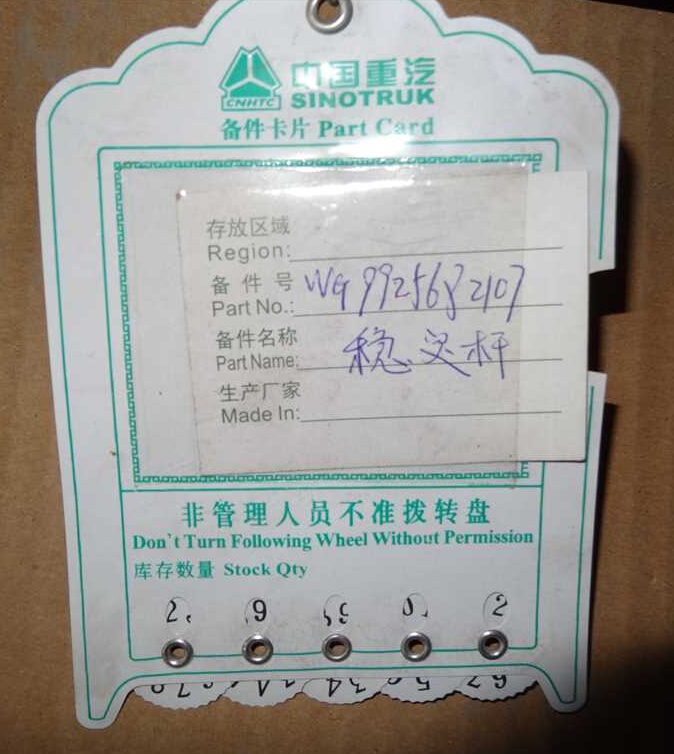 中国重汽
CNHTC SINOTRUK
备件卡片 Part Card
存放区域
Region:
备件号
Part No.: WG9925682107
备件名称
Part Name: 稳定杆
生产厂家
Made In:
非管理人员不准拨转盘
Don't Turn Following Wheel Without Permission
库存数量 Stock Qty
2 9 2